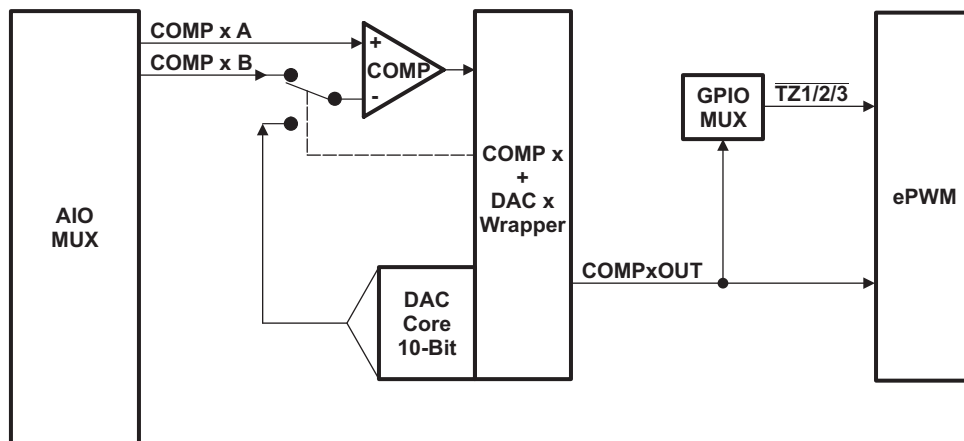 COMP x A
COMP x B
+
COMP
-
AIO
MUX
COMP x
+
DAC x
Wrapper
DAC
Core
10-Bit
COMPxOUT
GPIO
MUX
TZ1/2/3
ePWM